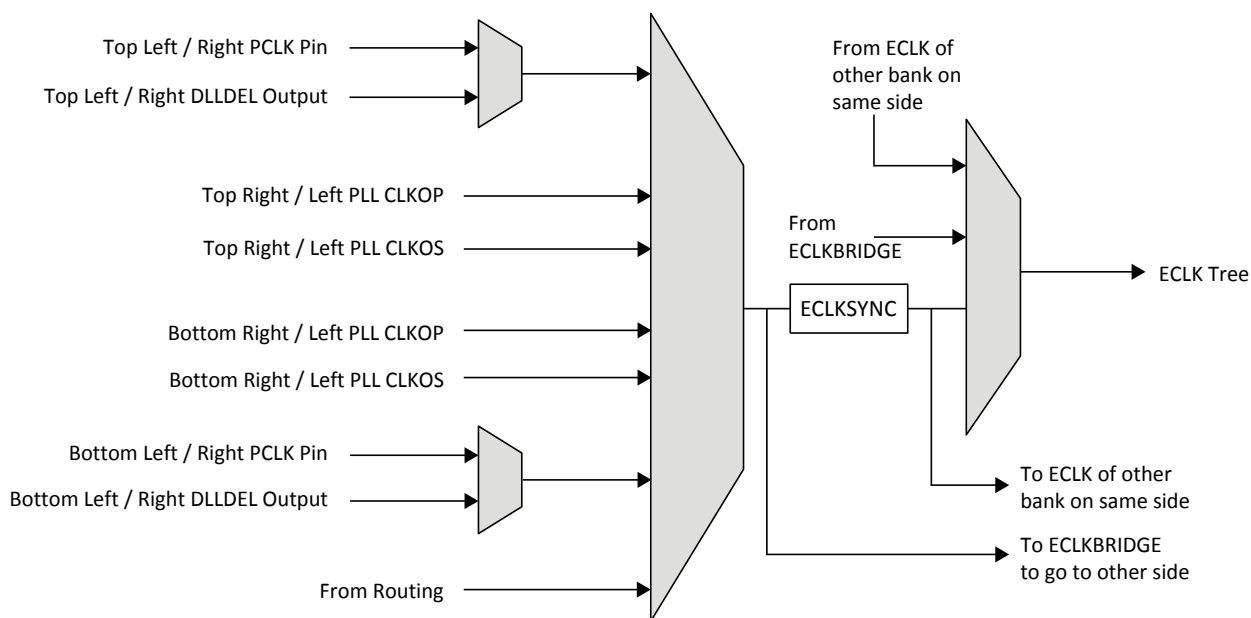 Top Left / Right PCLK Pin
Top Left / Right DLLDEL Output
Top Right / Left PLL CLKOP
Top Right / Left PLL CLKOS
Bottom Right / Left PLL CLKOP
Bottom Right / Left PLL CLKOS
Bottom Left / Right PCLK Pin
Bottom Left / Right DLLDEL Output
From Routing
From ECLK of
other bank on
same side
From
ECLKBRIDGE
ECLKSYNC
ECLK Tree
To ECLK of other
bank on same side
To ECLKBRIDGE
to go to other side